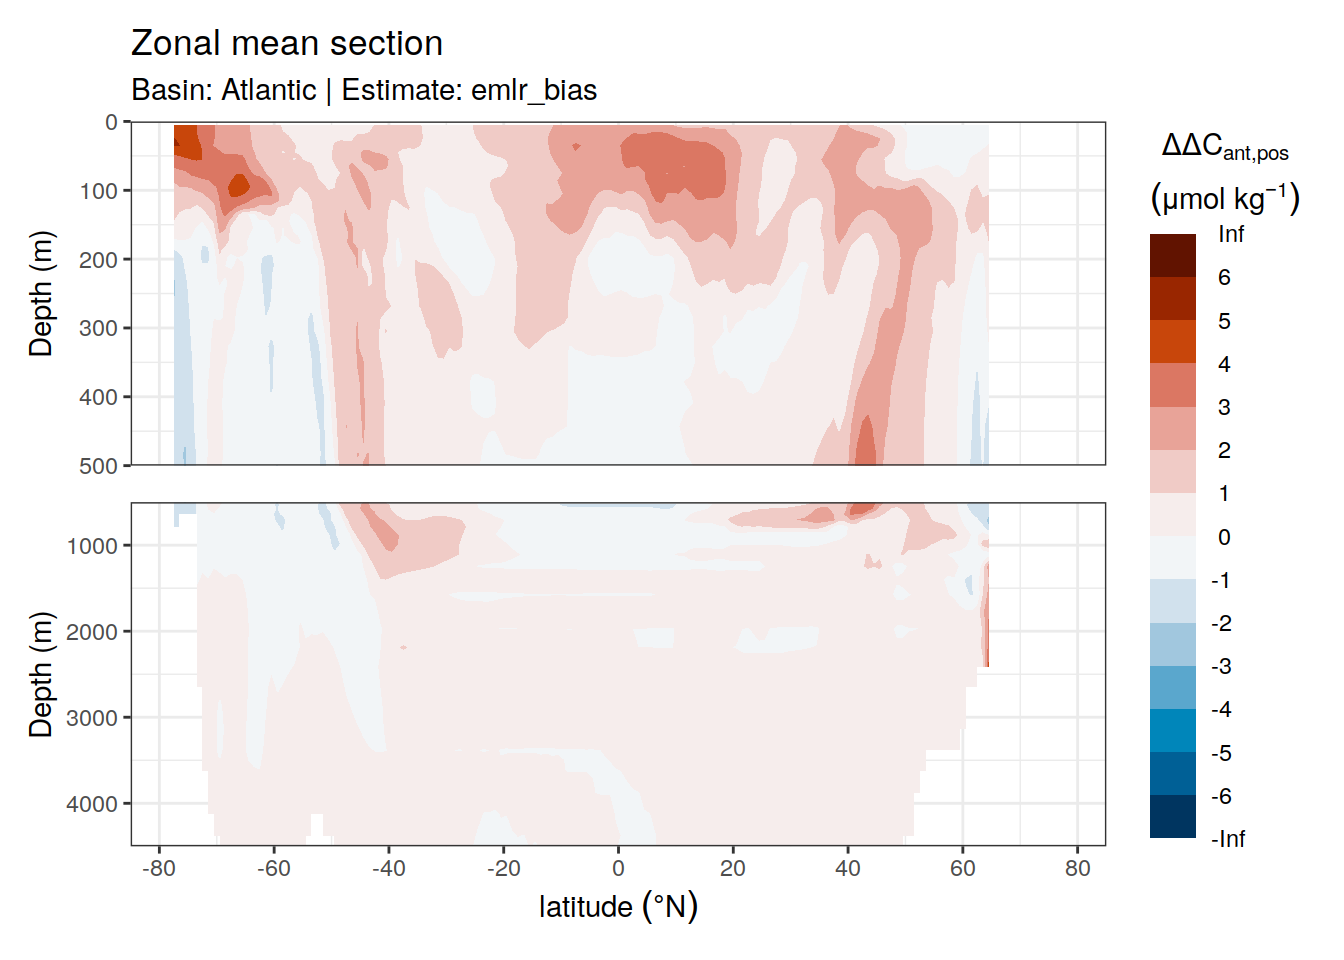 Zonal mean section
Basin: Atlantic | Estimate: emlr_bias
Depth (m)
0
100
200
300
400
500
Depth (m)
1000
2000
3000
4000
-80 -60 -40 -20 0 20 40 60 80
latitude (°N)
ΔΔC_ant,pos
(μmol kg⁻¹)
Inf
6
5
4
3
2
1
0
-1
-2
-3
-4
-5
-6
-Inf